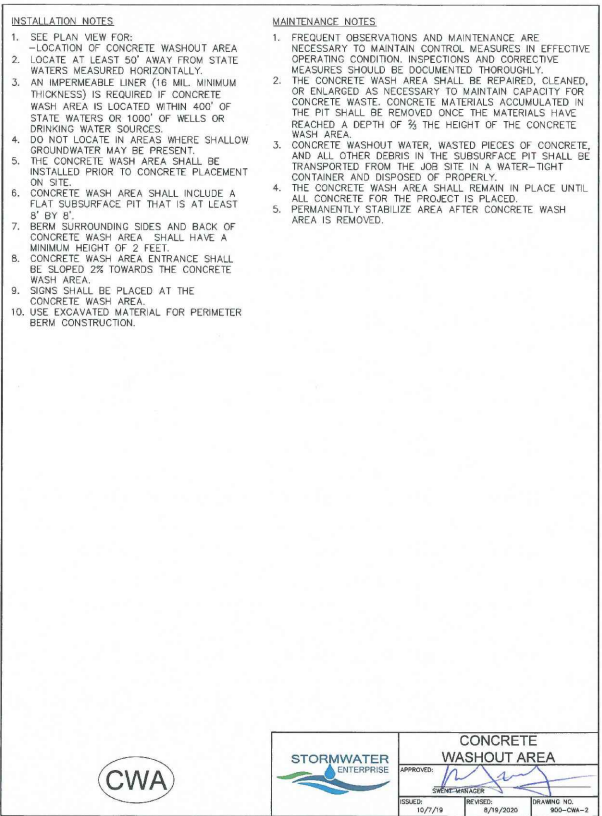 INSTALLATION NOTES
1. SEE PLAN VIEW FOR:
-LOCATION OF CONCRETE WASHOUT AREA
2. LOCATE AT LEAST 50' AWAY FROM STATE
WATERS MEASURED HORIZONTALLY.
3. AN IMPERMEABLE LINER (16 MIL. MINIMUM
THICKNESS) IS REQUIRED IF CONCRETE
WASH AREA IS LOCATED WITHIN 400' OF
STATE WATERS OR 1000' OF WELLS OR
DRINKING WATER SOURCES.
4. DO NOT LOCATE IN AREAS WHERE SHALLOW
GROUNDWATER MAY BE PRESENT.
5. THE CONCRETE WASH AREA SHALL BE
INSTALLED PRIOR TO CONCRETE PLACEMENT
ON SITE.
6. CONCRETE WASH AREA SHALL INCLUDE A
FLAT SUBSURFACE PIT THAT IS AT LEAST
8' BY 8'.
7. BERM SURROUNDING SIDES AND BACK OF
CONCRETE WASH AREA SHALL HAVE A
MINIMUM HEIGHT OF 2 FEET.
8. CONCRETE WASH AREA ENTRANCE SHALL
BE SLOPED 2% TOWARDS THE CONCRETE
WASH AREA.
9. SIGNS SHALL BE PLACED AT THE
CONCRETE WASH AREA.
10. USE EXCAVATED MATERIAL FOR PERIMETER
BERM CONSTRUCTION.
MAINTENANCE NOTES
1. FREQUENT OBSERVATIONS AND MAINTENANCE ARE
NECESSARY TO MAINTAIN CONTROL MEASURES IN EFFECTIVE
OPERATING CONDITION. INSPECTIONS AND CORRECTIVE
MEASURES SHOULD BE DOCUMENTED THOROUGHLY.
2. THE CONCRETE WASH AREA SHALL BE REPAIRED, CLEANED,
OR ENLARGED AS NECESSARY TO MAINTAIN CAPACITY FOR
CONCRETE WASTE. CONCRETE MATERIALS ACCUMULATED IN
THE PIT SHALL BE REMOVED ONCE THE MATERIALS HAVE
REACHED A DEPTH OF ⅔ THE HEIGHT OF THE CONCRETE
WASH AREA.
3. CONCRETE WASHOUT WATER, WASTED PIECES OF CONCRETE,
AND ALL OTHER DEBRIS IN THE SUBSURFACE PIT SHALL BE
TRANSPORTED FROM THE JOB SITE IN A WATER-TIGHT
CONTAINER AND DISPOSED OF PROPERLY.
4. THE CONCRETE WASH AREA SHALL REMAIN IN PLACE UNTIL
ALL CONCRETE FOR THE PROJECT IS PLACED.
5. PERMANENTLY STABILIZE AREA AFTER CONCRETE WASH
AREA IS REMOVED.
CWA
STORMWATER
ENTERPRISE
CONCRETE
WASHOUT AREA
APPROVED:
SWENT MANAGER
ISSUED: REVISED: DRAWING NO.
10/7/19 8/19/2020 900-CWA-2